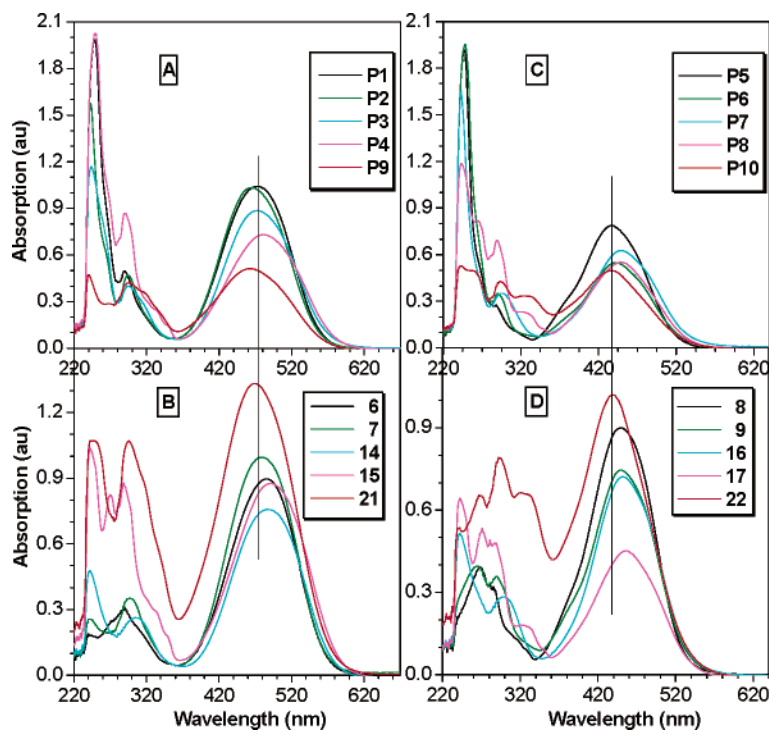 2.1
1.8
1.5
1.2
0.9
0.6
0.3
0.0
Absorption (au)
A
P1
P2
P3
P4
P9
220 320 420 520 620
2.1
1.8
1.5
1.2
0.9
0.6
0.3
0.0
Absorption (au)
C
P5
P6
P7
P8
P10
220 320 420 520 620
1.2
0.9
0.6
0.3
0.0
Absorption (au)
B
6
7
14
15
21
220 320 420 520 620
Wavelength (nm)
0.9
0.6
0.3
0.0
Absorption (au)
D
8
9
16
17
22
220 320 420 520 620
Wavelength (nm)